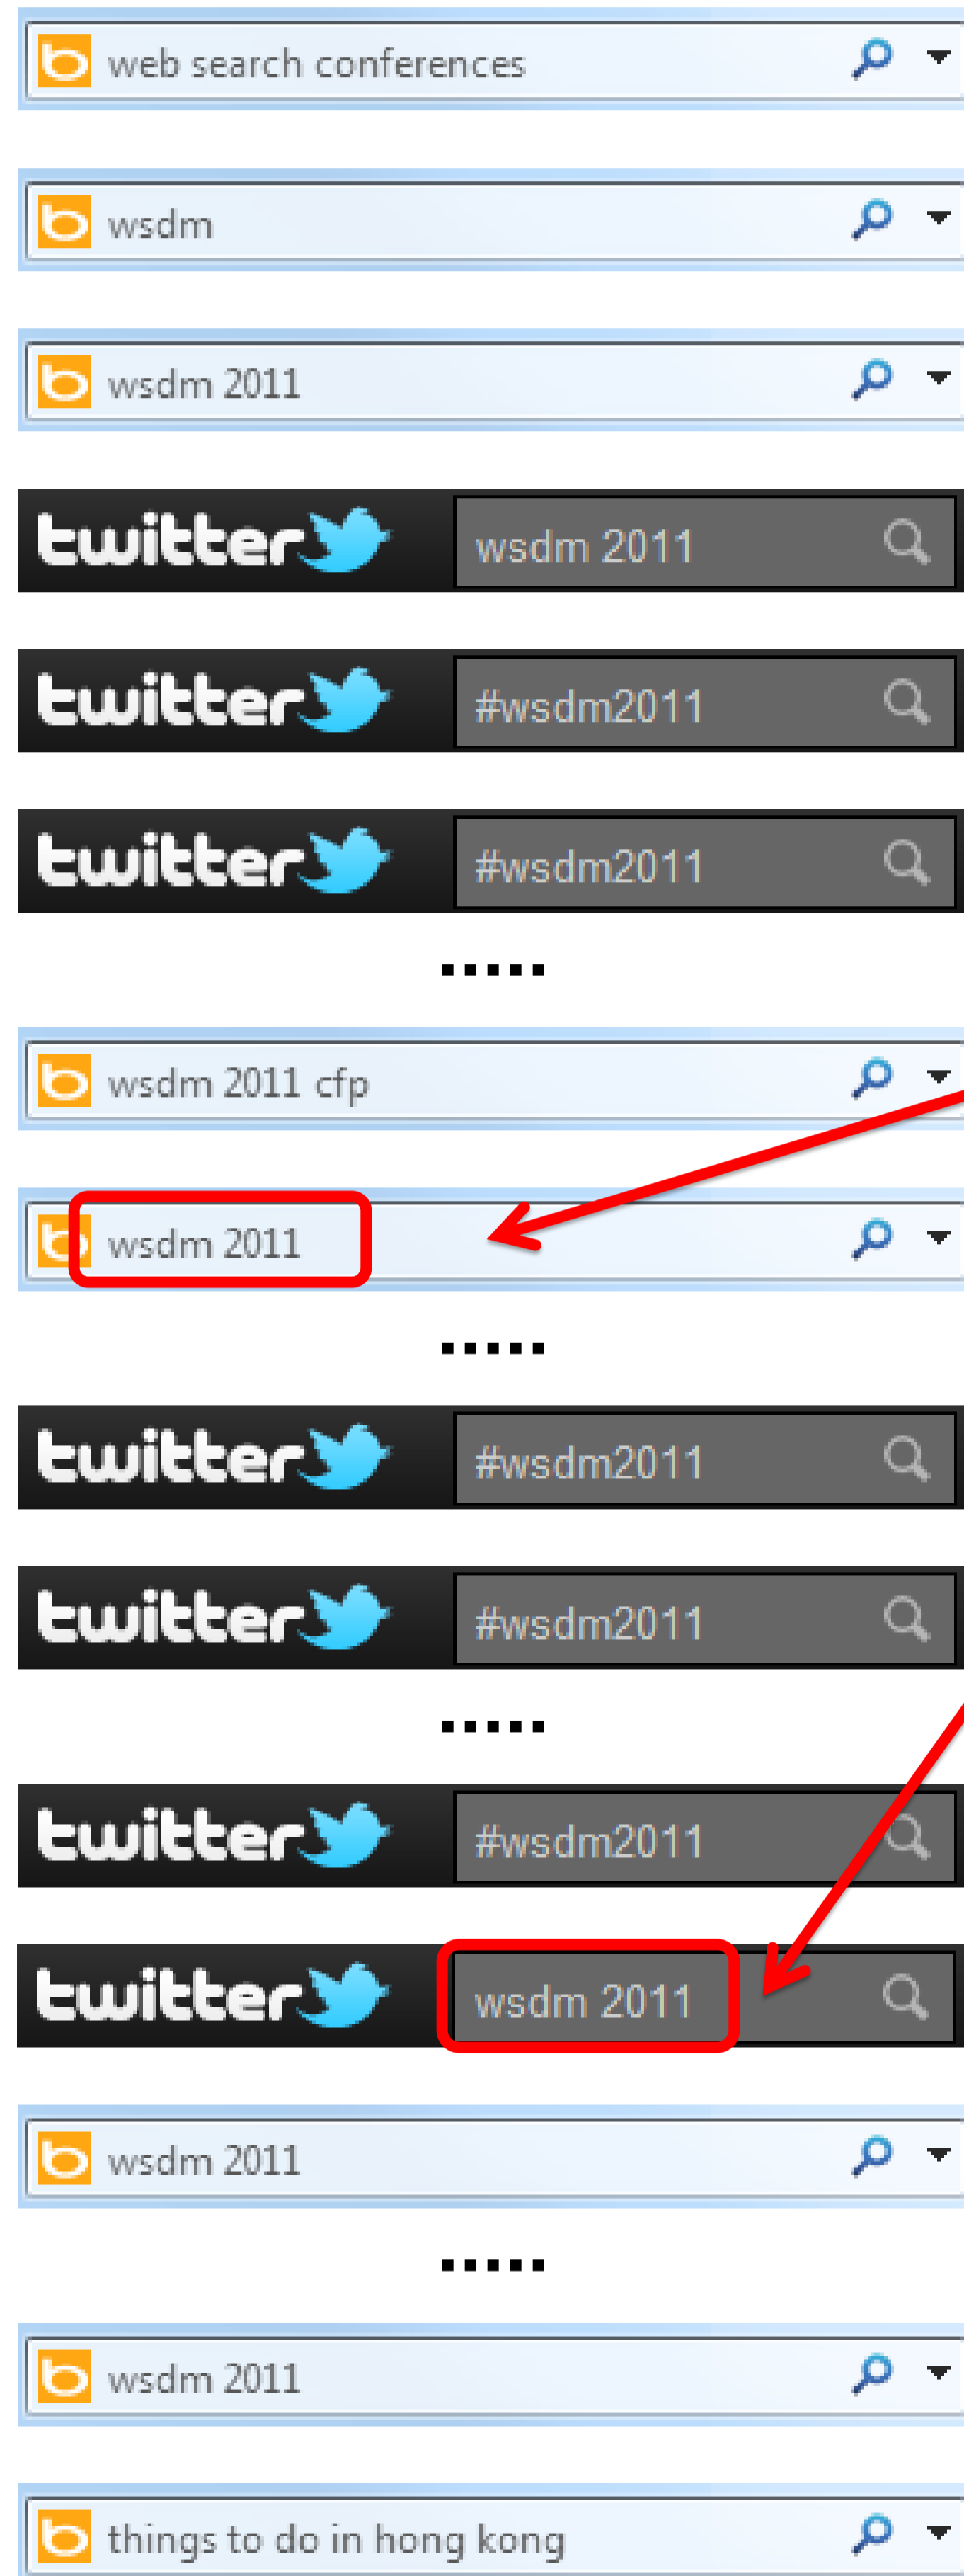 web search conferences
wsdm
wsdm 2011
twitter wsdm 2011
twitter #wsdm2011
twitter #wsdm2011
.....
wsdm 2011 cfp
wsdm 2011
.....
twitter #wsdm2011
twitter #wsdm2011
.....
twitter #wsdm2011
twitter wsdm 2011
wsdm 2011
.....
wsdm 2011
things to do in hong kong